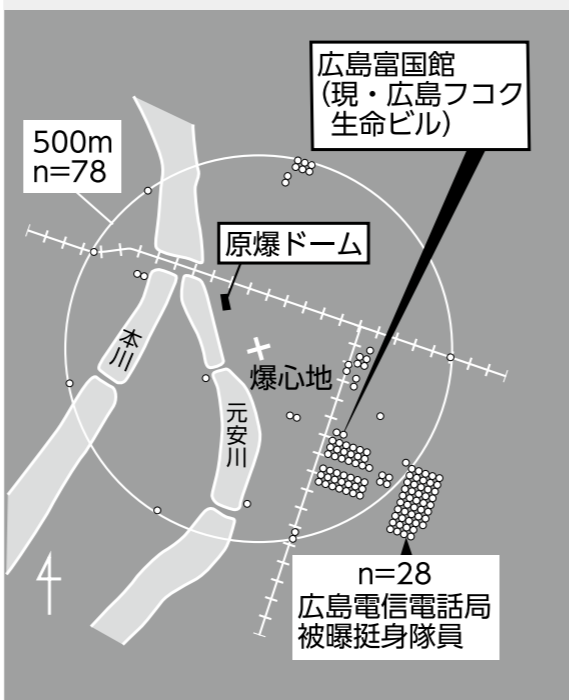 広島富国館
(現・広島フコク
生命ビル)
500m
n=78
原爆ドーム
本川
爆心地
元安川
n=28
広島電信電話局
被曝挺身隊員